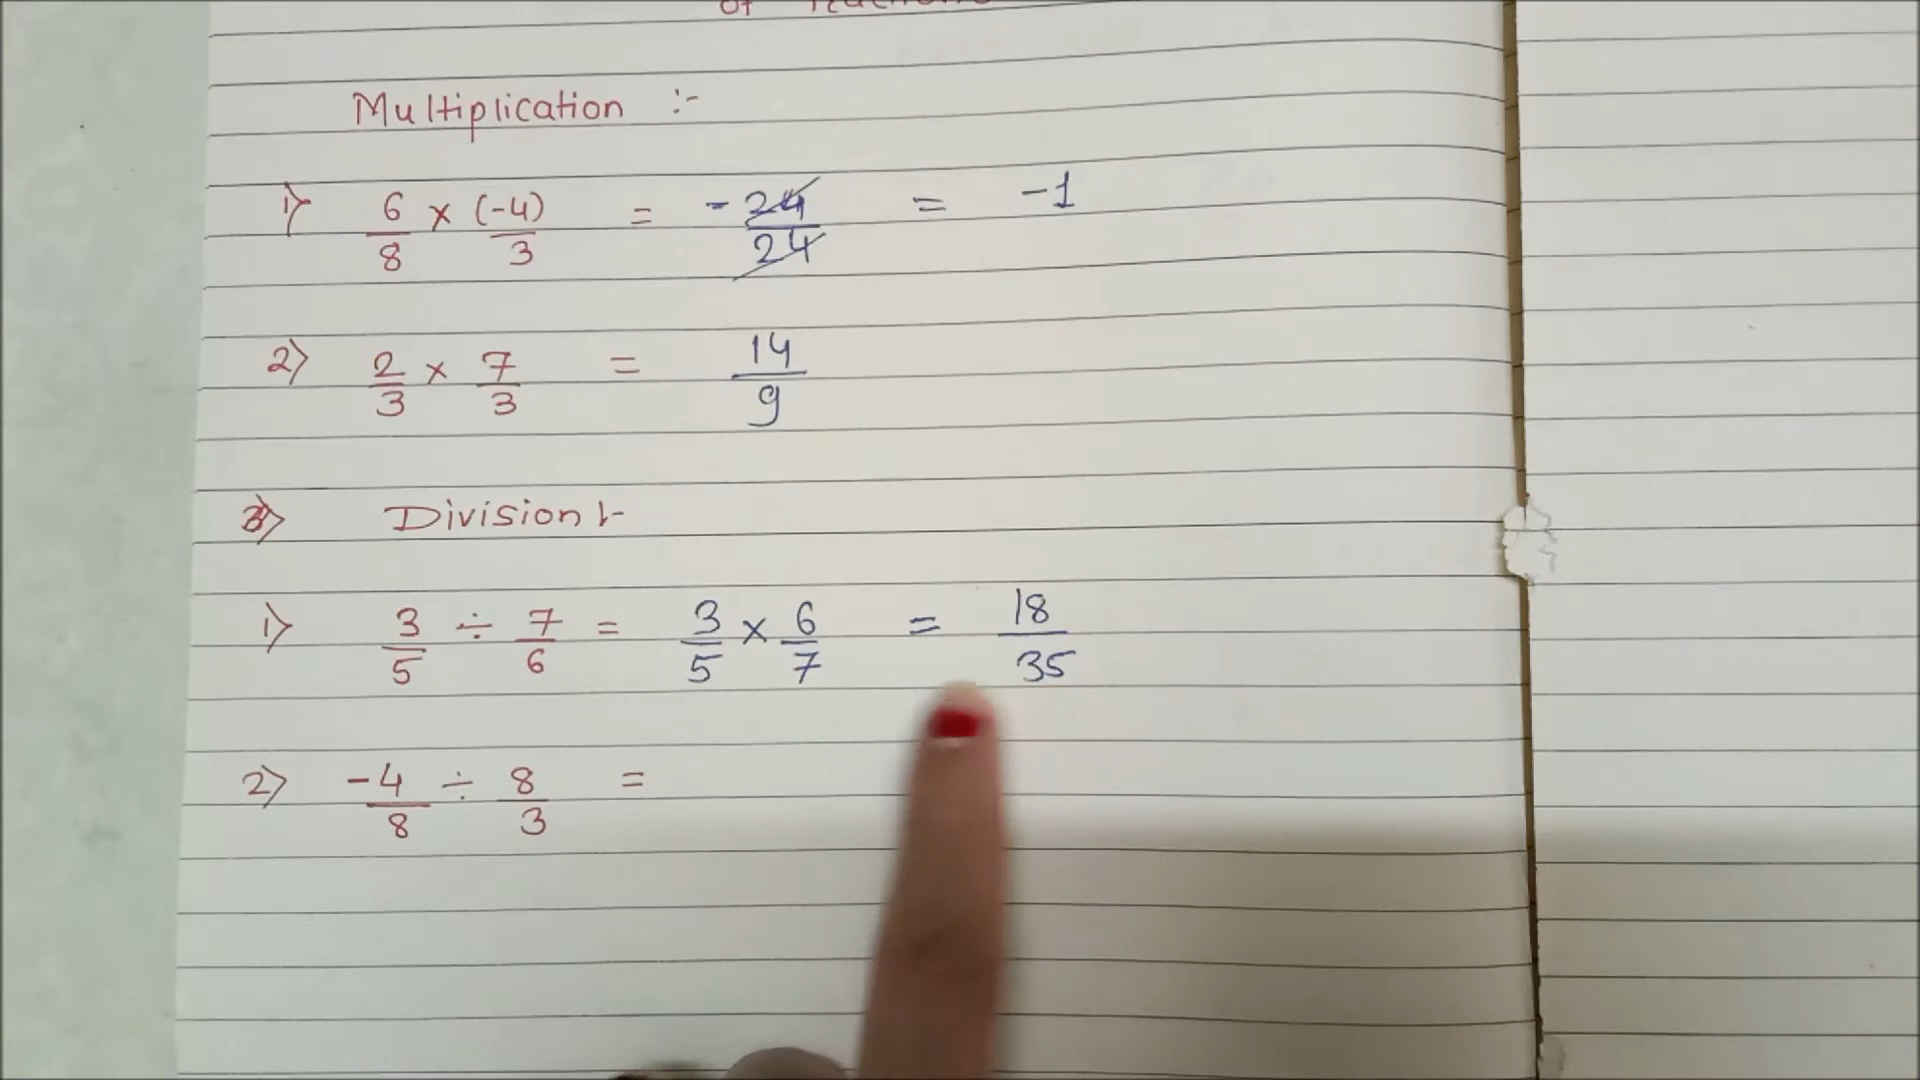 of
Multiplication :-
1) 6/8 × (-4)/3 = -24/24 = -1
2) 2/3 × 7/3 = 14/9
Division :-
1) 3/5 ÷ 7/6 = 3/5 × 6/7 = 18/35
2) -4/8 ÷ 8/3 =